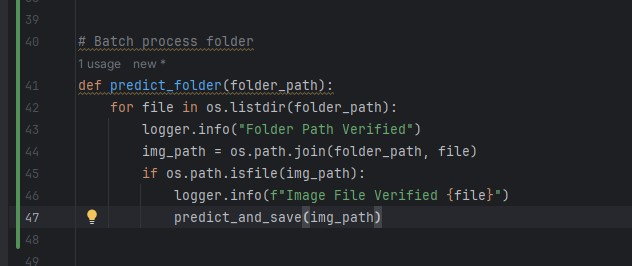 39
40 # Batch process folder
1 usage new *
41 def predict_folder(folder_path):
42 for file in os.listdir(folder_path):
43 logger.info("Folder Path Verified")
44 img_path = os.path.join(folder_path, file)
45 if os.path.isfile(img_path):
46 logger.info(f"Image File Verified {file}")
47 predict_and_save(img_path)
48
49